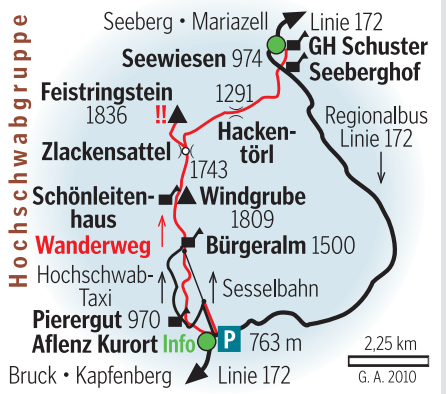 Seeberg • Mariazell
Linie 172
Hochschwabgruppe
GH Schuster
Seewiesen 974
Seeberghof
Feistringstein
1836 !!
1291
Hacken-
törl
Regionalbus
Linie 172
Zlackensattel
1743
Schönleiten-
haus
Windgrube
1809
Wanderweg
Bürgeralm 1500
Hochschwab-
Taxi
Sesselbahn
Pierergut 970
Aflenz Kurort Info P 763 m
2,25 km
Bruck • Kapfenberg
Linie 172
G. A. 2010